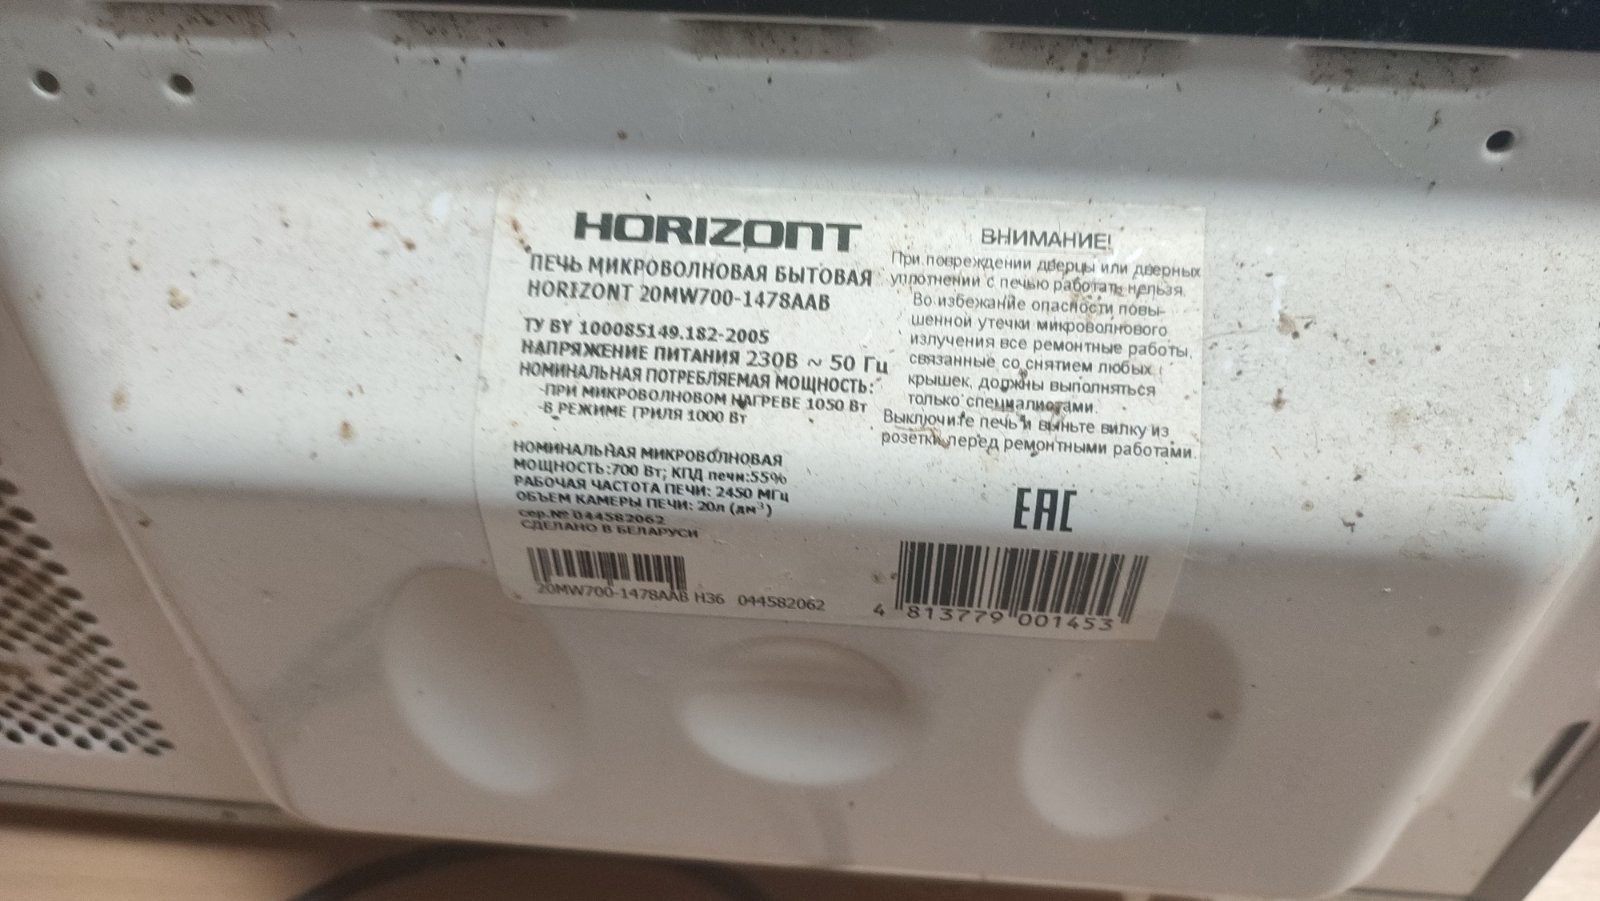 HORIZONT
ПЕЧЬ МИКРОВОЛНОВАЯ БЫТОВАЯ
HORIZONT 20MW700-1478AAB
ТУ BY 100085149.182-2005
НАПРЯЖЕНИЕ ПИТАНИЯ 230В ~ 50 Гц
НОМИНАЛЬНАЯ ПОТРЕБЛЯЕМАЯ МОЩНОСТЬ:
-ПРИ МИКРОВОЛНОВОМ НАГРЕВЕ 1050 Вт
-В РЕЖИМЕ ГРИЛЯ 1000 Вт
НОМИНАЛЬНАЯ МИКРОВОЛНОВАЯ
МОЩНОСТЬ:700 Вт; КПД печи:55%
РАБОЧАЯ ЧАСТОТА ПЕЧИ: 2450 МГц
ОБЪЕМ КАМЕРЫ ПЕЧИ: 20л (дм³)
сер.№ 044582062
СДЕЛАНО В БЕЛАРУСИ
20MW700-1478AAB H36 044582062
ВНИМАНИЕ!
При повреждении дверцы или дверных
уплотнений с печью работать нельзя.
Во избежание опасности повы-
шенной утечки микроволнового
излучения все ремонтные работы,
связанные со снятием любых
крышек, должны выполняться
только специалистами.
Выключите печь и выньте вилку из
розетки перед ремонтными работами.
EAC
4 813779 001453